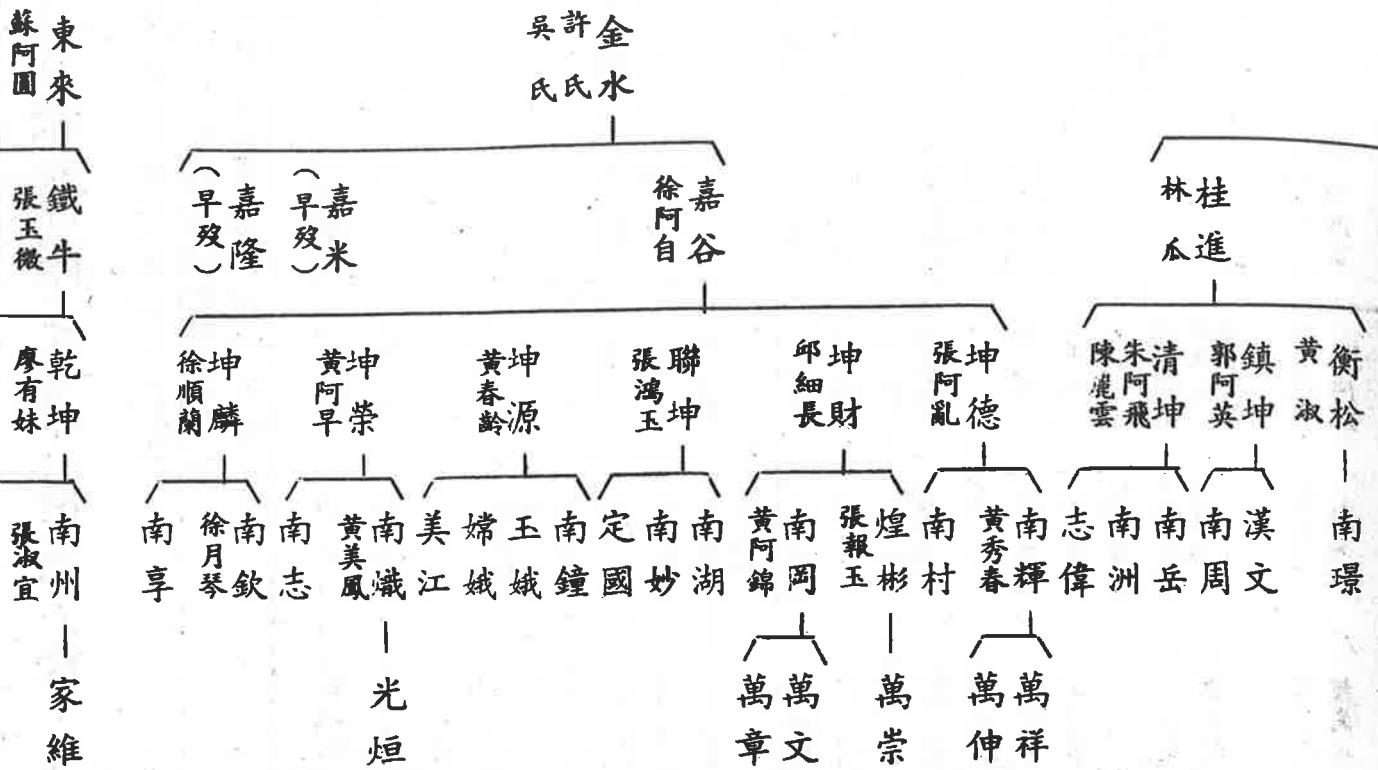 金水
許氏
吳氏
東來
蘇阿圓
桂進
林瓜
嘉谷
徐阿自
嘉米
（早歿）
嘉隆
（早歿）
鐵牛
張玉微
衡松
黃淑
鎮坤
郭阿英
清坤
朱阿飛
陳麗雲
坤德
張阿亂
坤財
邱細長
聯坤
張鴻玉
坤源
黃春齡
坤榮
黃阿早
坤麟
徐順蘭
乾坤
廖有妹
南璟
漢文
南周
南岳
南洲
志偉
南輝
黃秀春
南村
煌彬
張報玉
南岡
黃阿錦
南湖
南妙
定國
南鐘
玉娥
嫦娥
美江
南熾
黃美鳳
南志
南欽
徐月琴
南享
南州
張淑宜
萬祥
萬伸
萬崇
萬文
萬章
光烜
家維